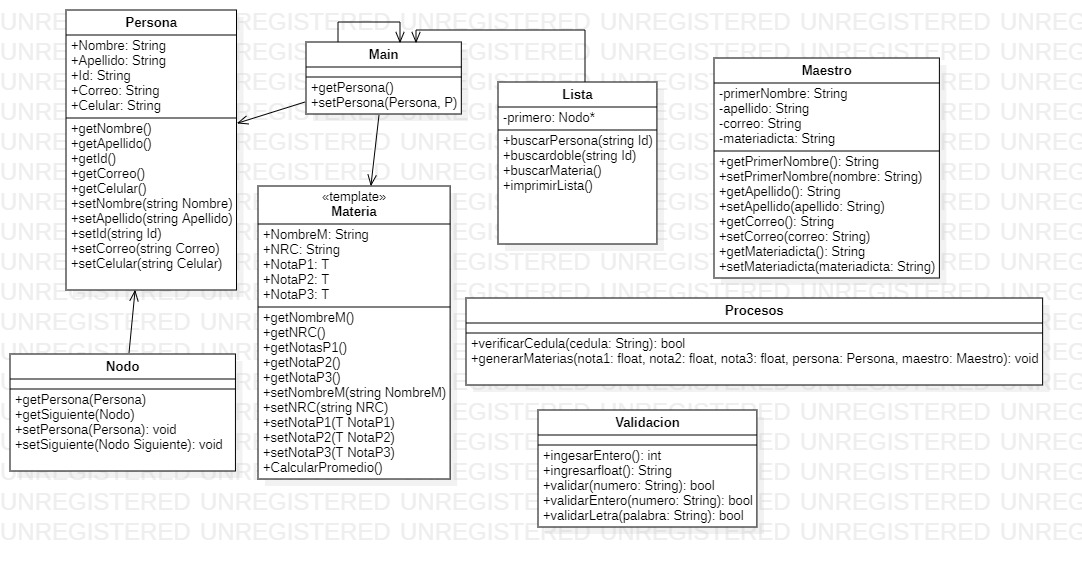 Persona
+Nombre: String
+Apellido: String
+Id: String
+Correo: String
+Celular: String
+getNombre()
+getApellido()
+getId()
+getCorreo()
+getCelular()
+setNombre(string Nombre)
+setApellido(string Apellido)
+setId(string Id)
+setCorreo(string Correo)
+setCelular(string Celular)
Main
+getPersona()
+setPersona(Persona, P)
Lista
-primero: Nodo*
+buscarPersona(string Id)
+buscardoble(string Id)
+buscarMateria()
+imprimirLista()
Maestro
-primerNombre: String
-apellido: String
-correo: String
-materiadicta: String
+getPrimerNombre(): String
+setPrimerNombre(nombre: String)
+getApellido(): String
+setApellido(apellido: String)
+getCorreo(): String
+setCorreo(correo: String)
+getMateriadicta(): String
+setMateriadicta(materiadicta: String)
«template»
Materia
+NombreM: String
+NRC: String
+NotaP1: T
+NotaP2: T
+NotaP3: T
+getNombreM()
+getNRC()
+getNotasP1()
+getNotaP2()
+getNotaP3()
+setNombreM(string NombreM)
+setNRC(string NRC)
+setNotaP1(T NotaP1)
+setNotaP2(T NotaP2)
+setNotaP3(T NotaP3)
+CalcularPromedio()
Procesos
+verificarCedula(cedula: String): bool
+generarMaterias(nota1: float, nota2: float, nota3: float, persona: Persona, maestro: Maestro): void
Nodo
+getPersona(Persona)
+getSiguiente(Nodo)
+setPersona(Persona): void
+setSiguiente(Nodo Siguiente): void
Validacion
+ingesarEntero(): int
+ingresarfloat(): String
+validar(numero: String): bool
+validarEntero(numero: String): bool
+validarLetra(palabra: String): bool
UNREGISTERED